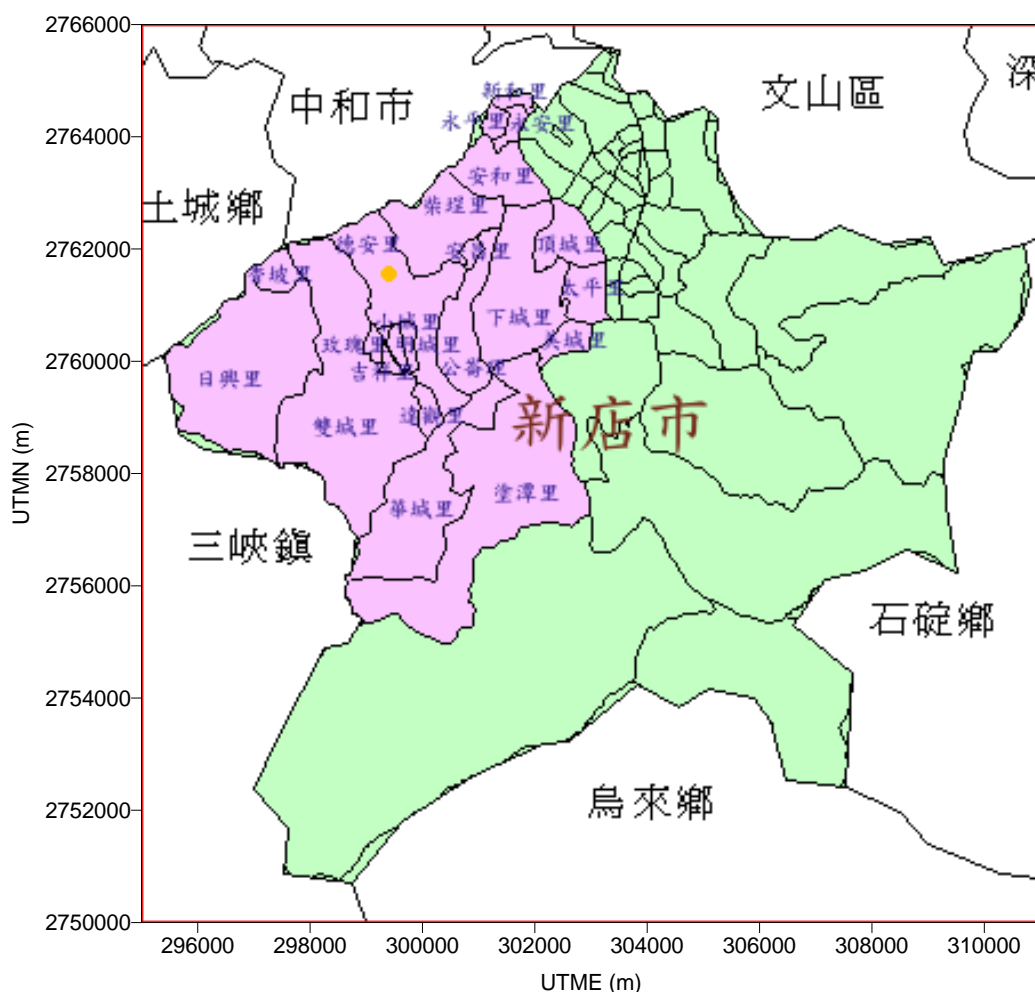 2766000
2764000
2762000
2760000
2758000
2756000
2754000
2752000
2750000
UTMN (m)
中和市
文山區
深
土城鄉
新和里
永平里
永安里
安和里
柴埕里
德安里
安崙里
頂城里
青坡里
太平里
小城里
下城里
玫瑰里
明城里
美城里
吉祥里
公崙里
日興里
達觀里
雙城里
新店市
塗潭里
華城里
三峽鎮
石碇鄉
烏來鄉
296000
298000
300000
302000
304000
306000
308000
310000
UTME (m)